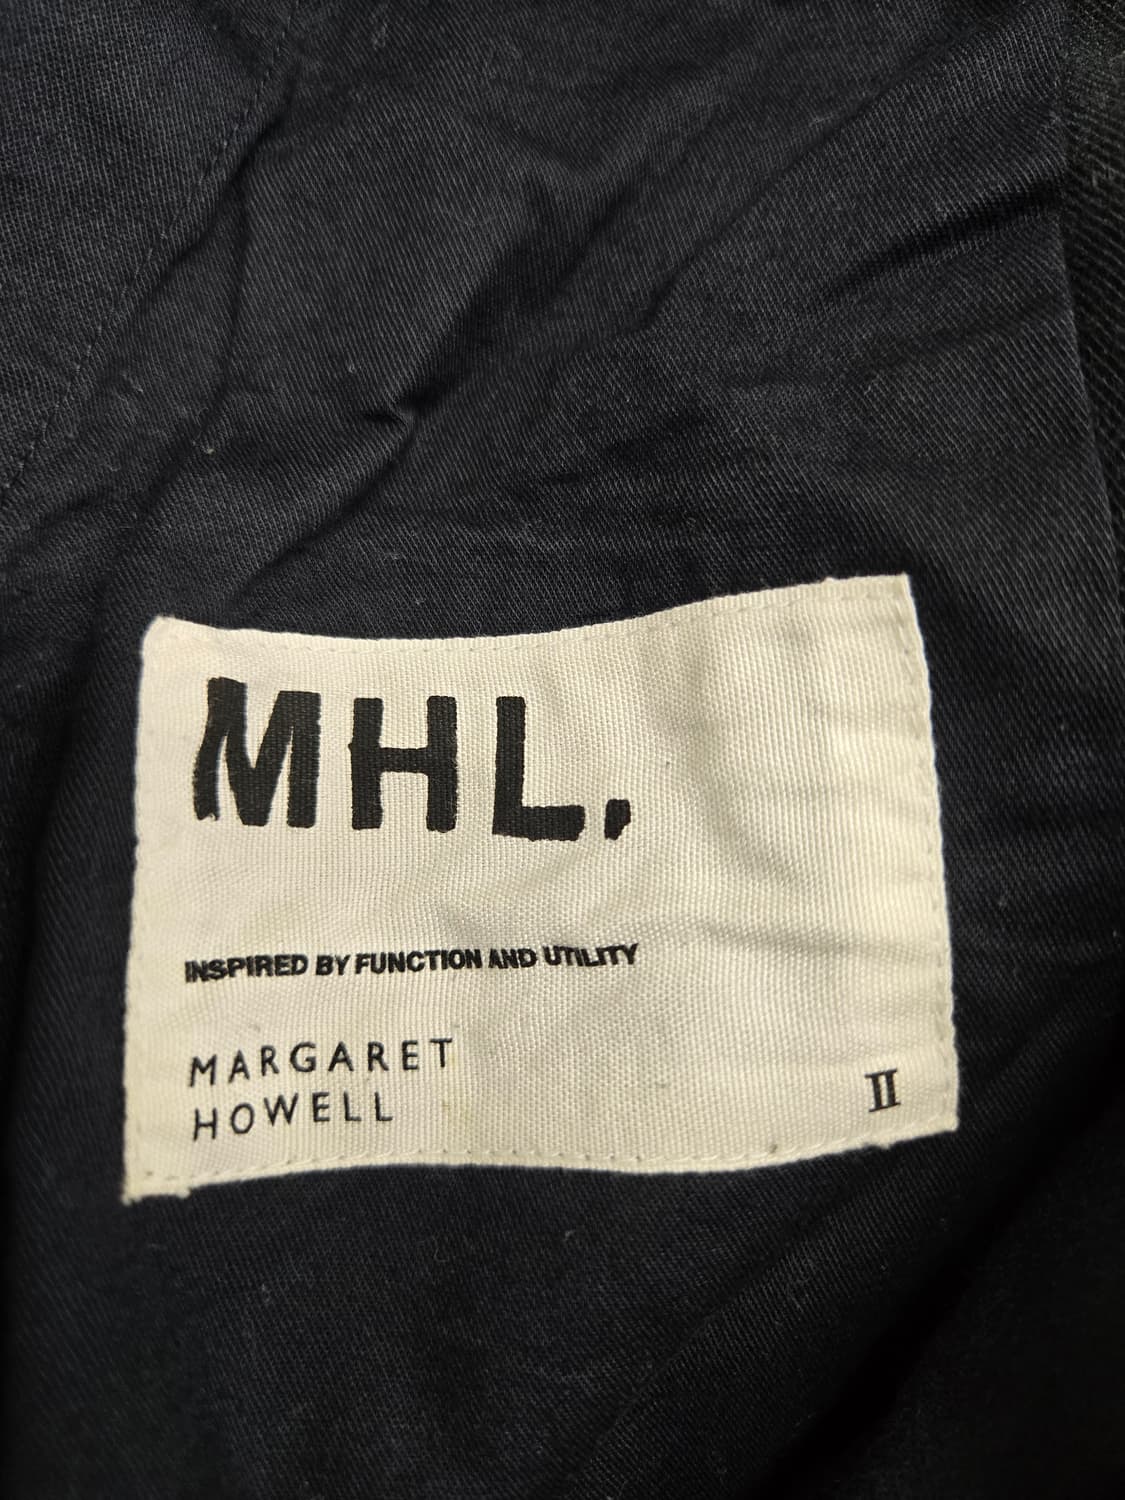 MHL.
INSPIRED BY FUNCTION AND UTILITY
MARGARET
HOWELL
II